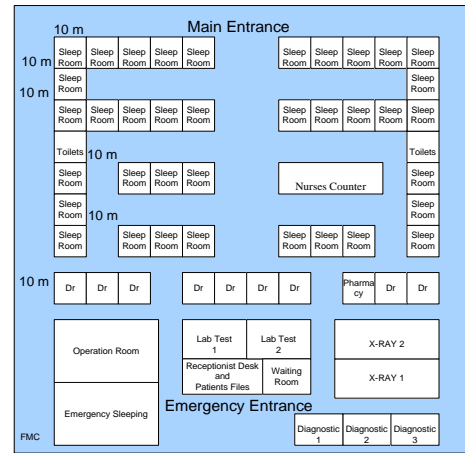 Main Entrance
10 m
10 m
Sleep Sleep Sleep Sleep Sleep Sleep Sleep Sleep Sleep Sleep
Room Room Room Room Room Room Room Room Room Room
10 m
Sleep Sleep
Room Room
Sleep Sleep Sleep Sleep Sleep Sleep Sleep Sleep Sleep Sleep
Room Room Room Room Room Room Room Room Room Room
Toilets 10 m Toilets
Sleep Sleep Sleep Sleep Sleep
Room Room Room Room Nurses Counter Room
Sleep 10 m Sleep
Room Room
Sleep Sleep Sleep Sleep Sleep Sleep Sleep Sleep
Room Room Room Room Room Room Room Room
10 m
Dr Dr Dr Dr Dr Dr Dr Pharma Dr Dr
cy
Operation Room
Lab Test Lab Test
1 2
X-RAY 2
Receptionist Desk Waiting
and Room
Patients Files
X-RAY 1
Emergency Sleeping
Emergency Entrance
Diagnostic Diagnostic Diagnostic
1 2 3
FMC